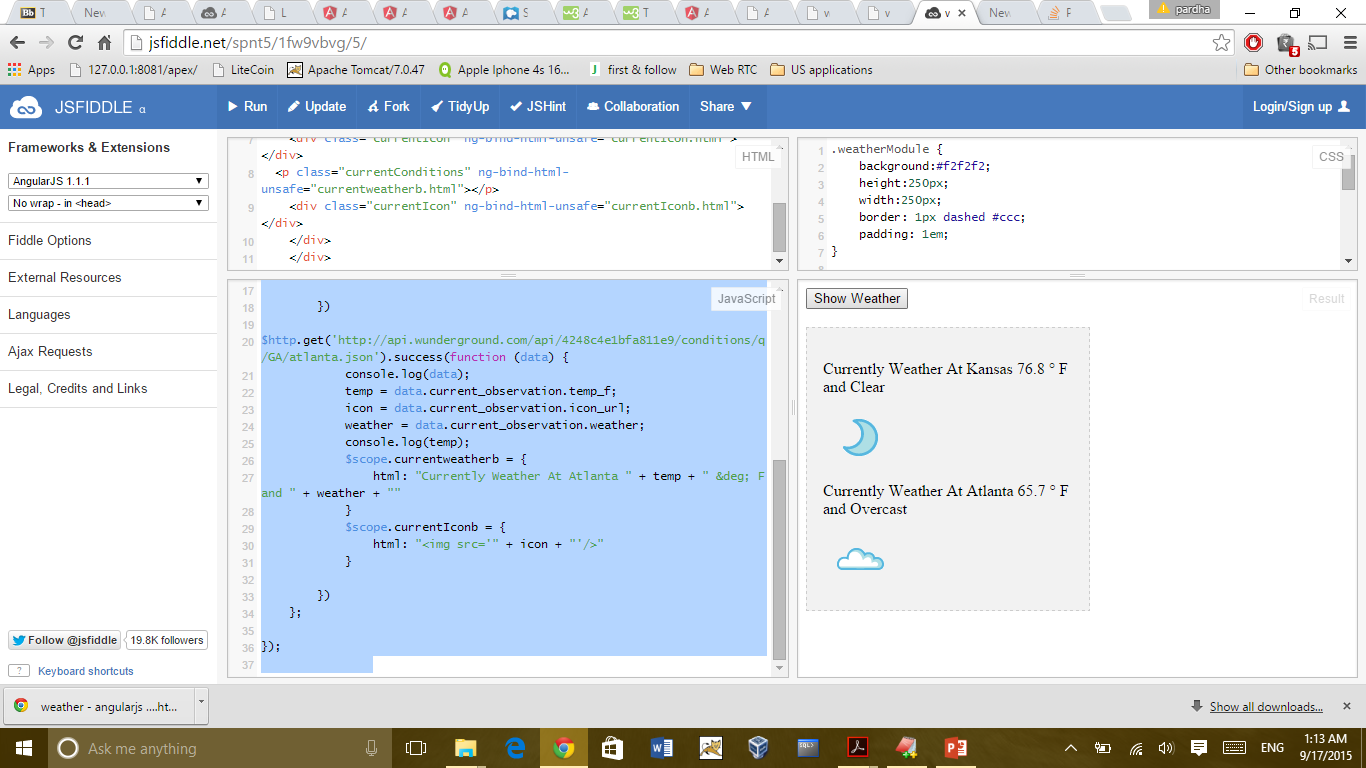 Bb T
New
A
A
L
A
A
A
S
w3 A
w3 T
A
A
w
v
v ×
New
F
pardha
jsfiddle.net/spnt5/1fw9vbvg/5/
5
Apps
127.0.0.1:8081/apex/
LiteCoin
Apache Tomcat/7.0.47
Apple Iphone 4s 16...
J first & follow
Web RTC
US applications
Other bookmarks
JSFIDDLE α
Run
Update
Fork
TidyUp
JSHint
Collaboration
Share
Login/Sign up
Frameworks & Extensions
AngularJS 1.1.1
No wrap - in <head>
Fiddle Options
External Resources
Languages
Ajax Requests
Legal, Credits and Links
Follow @jsfiddle
19.8K followers
? Keyboard shortcuts
HTML
7 <div class="currentIcon" ng-bind-html-unsafe="currentIcon.html">
</div>
8 <p class="currentConditions" ng-bind-html-
unsafe="currentweatherb.html"></p>
9 <div class="currentIcon" ng-bind-html-unsafe="currentIconb.html">
</div>
10 </div>
11 </div>
CSS
1 .weatherModule {
2 background:#f2f2f2;
3 height:250px;
4 width:250px;
5 border: 1px dashed #ccc;
6 padding: 1em;
7 }
JavaScript
17
18 })
19
20 $http.get('http://api.wunderground.com/api/4248c4e1bfa811e9/conditions/q
/GA/atlanta.json').success(function (data) {
21 console.log(data);
22 temp = data.current_observation.temp_f;
23 icon = data.current_observation.icon_url;
24 weather = data.current_observation.weather;
25 console.log(temp);
26 $scope.currentweatherb = {
27 html: "Currently Weather At Atlanta " + temp + " &deg; F
and " + weather + ""
28 }
29 $scope.currentIconb = {
30 html: "<img src='" + icon + "'/>"
31 }
32
33 })
34 };
35
36 });
37
Show Weather
Result
Currently Weather At Kansas 76.8 ° F
and Clear
Currently Weather At Atlanta 65.7 ° F
and Overcast
weather - angularjs ....ht...
Show all downloads...
Ask me anything
ENG
1:13 AM
9/17/2015